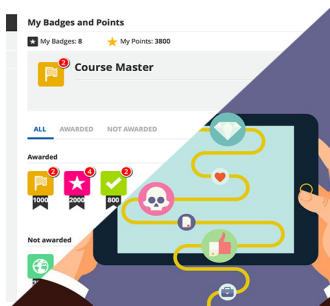 My Badges and Points
My Badges: 8 My Points: 3800
2
Course Master
ALL AWARDED NOT AWARDED
Awarded
2 4 2
1000 2000 800
Not awarded